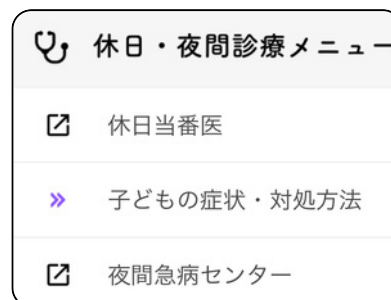 休日・夜間診療メニュー
休日当番医
子どもの症状・対処方法
夜間急病センター